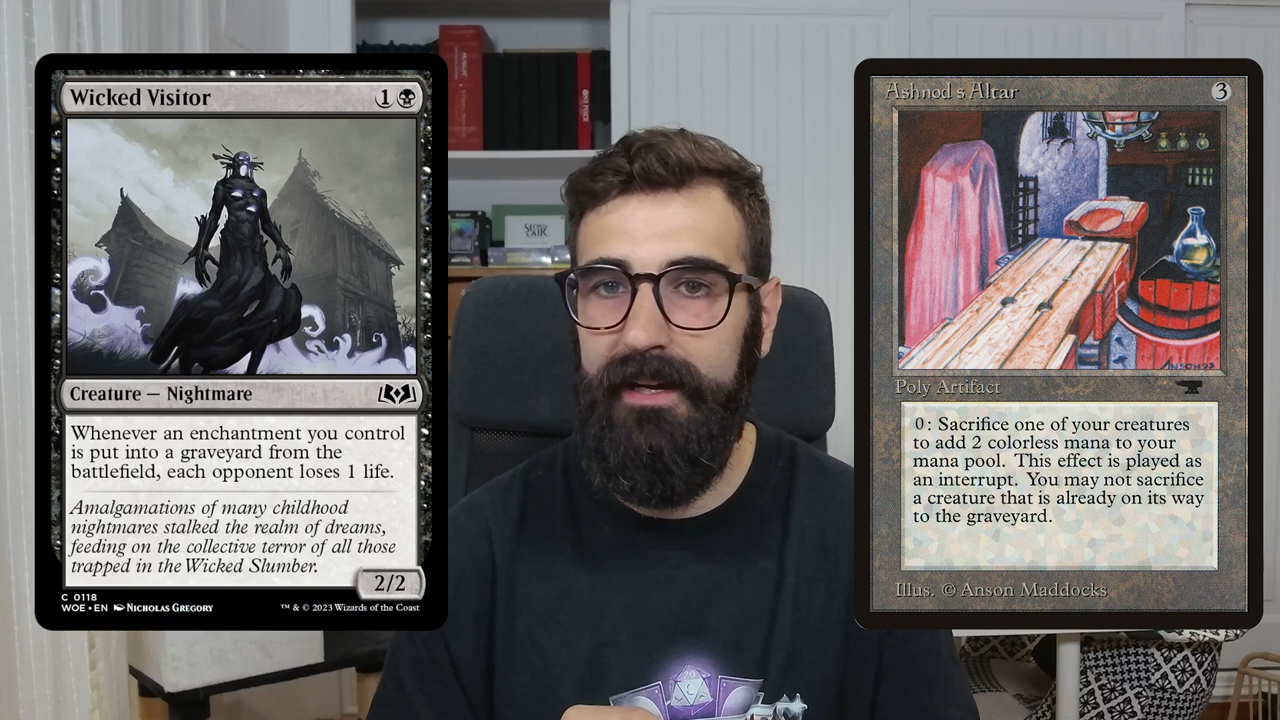 Wicked Visitor 1
Creature — Nightmare
Whenever an enchantment you control
is put into a graveyard from the
battlefield, each opponent loses 1 life.
Amalgamations of many childhood
nightmares stalked the realm of dreams,
feeding on the collective terror of all those
trapped in the Wicked Slumber.
2/2
C 0118
WOE • EN NICHOLAS GREGORY ™ & © 2023 Wizards of the Coast
SECRET
LAIR
20
Ashnod's Altar 3
ANSON93
Poly Artifact
0: Sacrifice one of your creatures
to add 2 colorless mana to your
mana pool. This effect is played as
an interrupt. You may not sacrifice
a creature that is already on its way
to the graveyard.
Illus. © Anson Maddocks